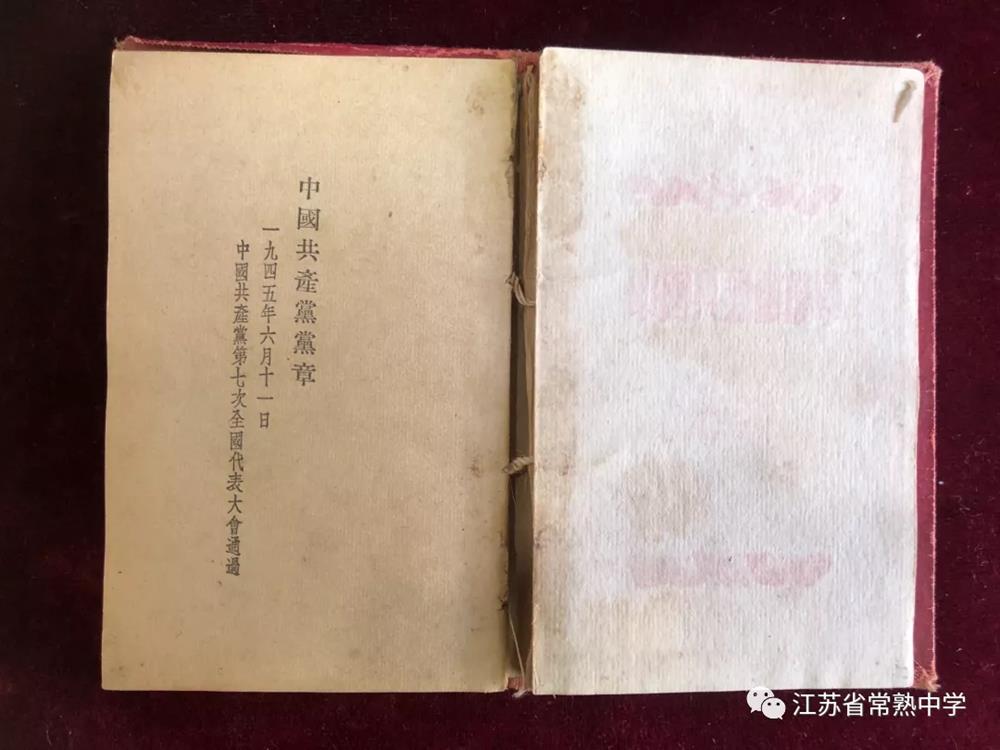 中國共產黨黨章
一九四五年六月十一日
中國共產黨第七次全國代表大會通過
江苏省常熟中学